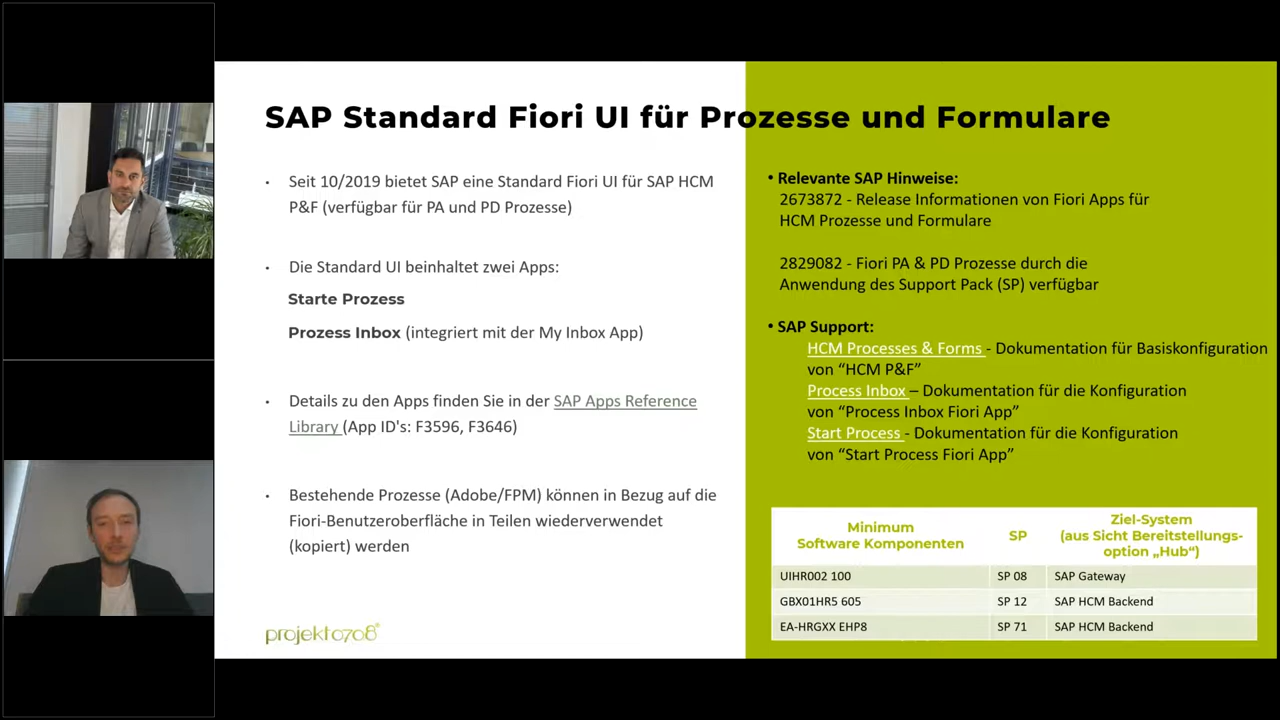 SAP Standard Fiori UI für Prozesse und Formulare
• Seit 10/2019 bietet SAP eine Standard Fiori UI für SAP HCM
P&F (verfügbar für PA und PD Prozesse)
• Die Standard UI beinhaltet zwei Apps:
Starte Prozess
Prozess Inbox (integriert mit der My Inbox App)
• Details zu den Apps finden Sie in der SAP Apps Reference
Library (App ID's: F3596, F3646)
• Bestehende Prozesse (Adobe/FPM) können in Bezug auf die
Fiori-Benutzeroberfläche in Teilen wiederverwendet
(kopiert) werden
projekt0708®
• Relevante SAP Hinweise:
2673872 - Release Informationen von Fiori Apps für
HCM Prozesse und Formulare
2829082 - Fiori PA & PD Prozesse durch die
Anwendung des Support Pack (SP) verfügbar
• SAP Support:
HCM Processes & Forms - Dokumentation für Basiskonfiguration
von “HCM P&F”
Process Inbox – Dokumentation für die Konfiguration
von “Process Inbox Fiori App”
Start Process - Dokumentation für die Konfiguration
von “Start Process Fiori App”
Minimum
Software Komponenten
SP
Ziel-System
(aus Sicht Bereitstellungs-
option „Hub“)
UIHR002 100 SP 08 SAP Gateway
GBX01HR5 605 SP 12 SAP HCM Backend
EA-HRGXX EHP8 SP 71 SAP HCM Backend